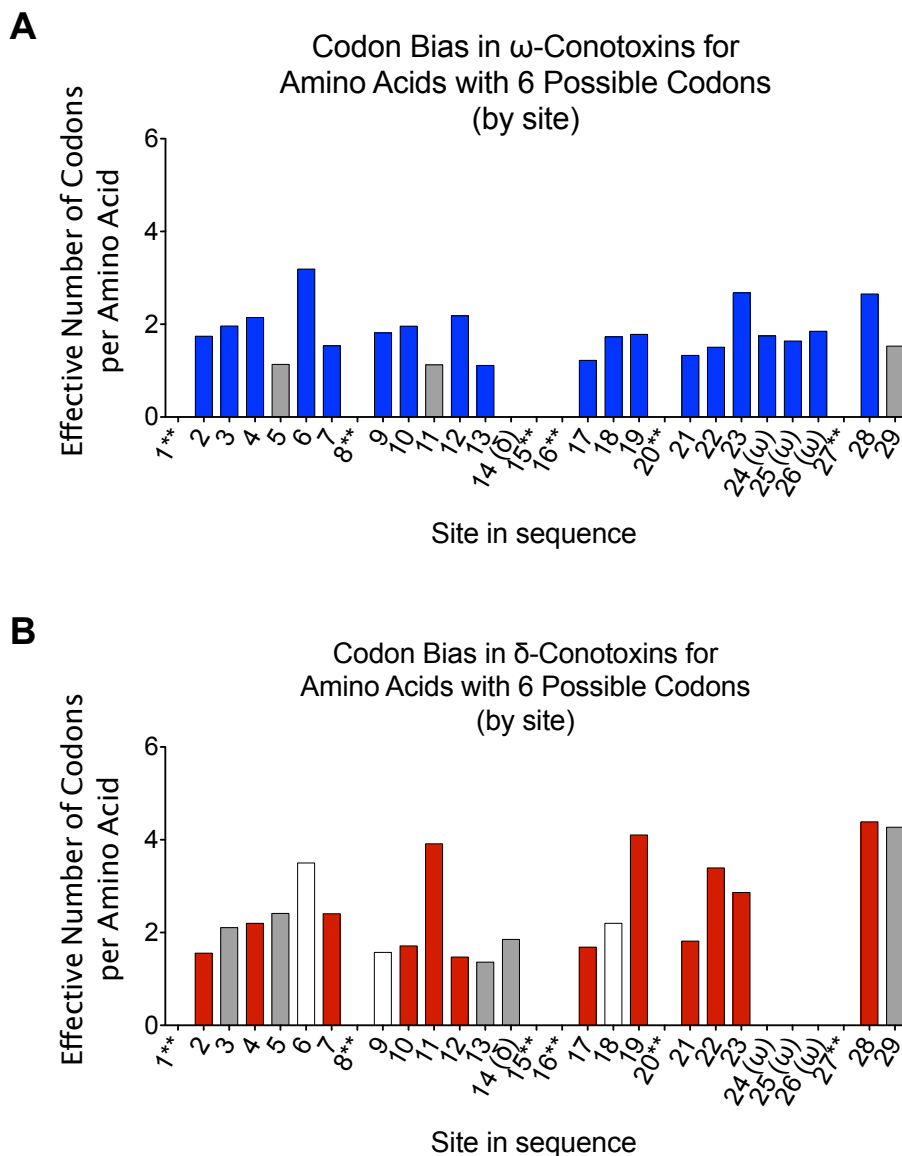 A
Codon Bias in ω-Conotoxins for
Amino Acids with 6 Possible Codons
(by site)
Effective Number of Codons
per Amino Acid
6
4
2
0
1** 2 3 4 5 6 7 8** 9 10 11 12 13 14 (δ) 15** 16** 17 18 19 20** 21 22 23 24 (ω) 25 (ω) 26 (ω) 27** 28 29
Site in sequence
B
Codon Bias in δ-Conotoxins for
Amino Acids with 6 Possible Codons
(by site)
Effective Number of Codons
per Amino Acid
6
4
2
0
1** 2 3 4 5 6 7 8** 9 10 11 12 13 14 (δ) 15** 16** 17 18 19 20** 21 22 23 24 (ω) 25 (ω) 26 (ω) 27** 28 29
Site in sequence